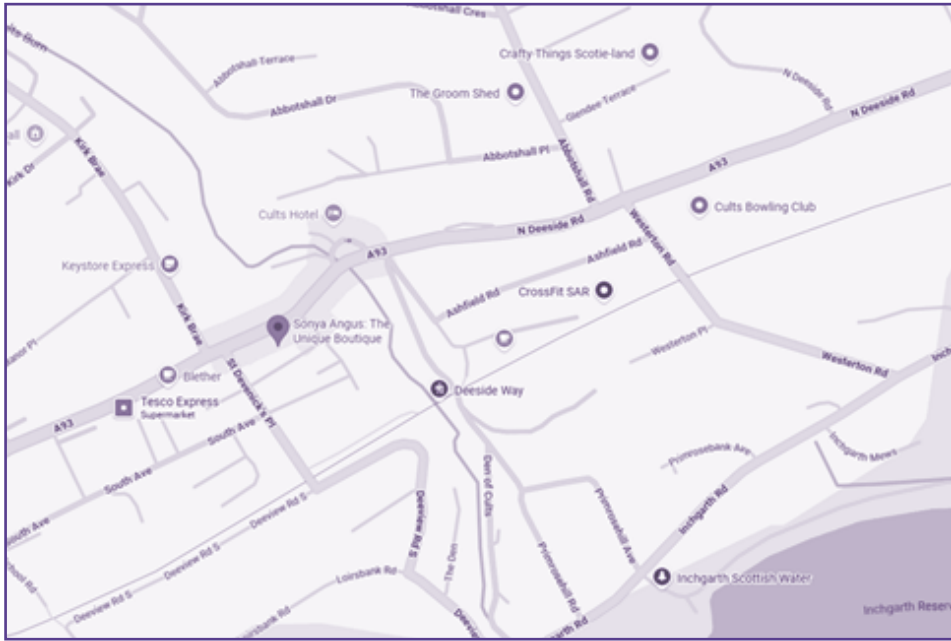 Abbotshall Cres
Crafty Things Scotie-land
Abbotshall Terrace
N Deeside Rd
The Groom Shed
N Deeside Rd
Abbotshall Dr
Glendee Terrace
Kirk Brae
Abbotshall Pl
Abbotshall Rd
A93
Kirk Dr
Cults Hotel
Cults Bowling Club
N Deeside Rd
Westerton Rd
Keystore Express
A93
Ashfield Rd
CrossFit SAR
Ashfield Rd
Kirk Brae
Sonya Angus: The
Unique Boutique
Westerton Pl
Westerton Rd
Blether
St Devenick's Pl
Deeside Way
Tesco Express
Supermarket
A93
South Ave
South Ave
Primrosebank Ave
Inchgarth Mews
Den of Cults
Inchgarth Rd
Primrosehill Ave
South Ave
Deeview Rd S
Deeview Rd S
Deeview Rd S
The Den
Primrosehill Rd
Loirsbank Rd
Inchgarth Scottish Water
Deeview Rd S
Loirsbank Rd